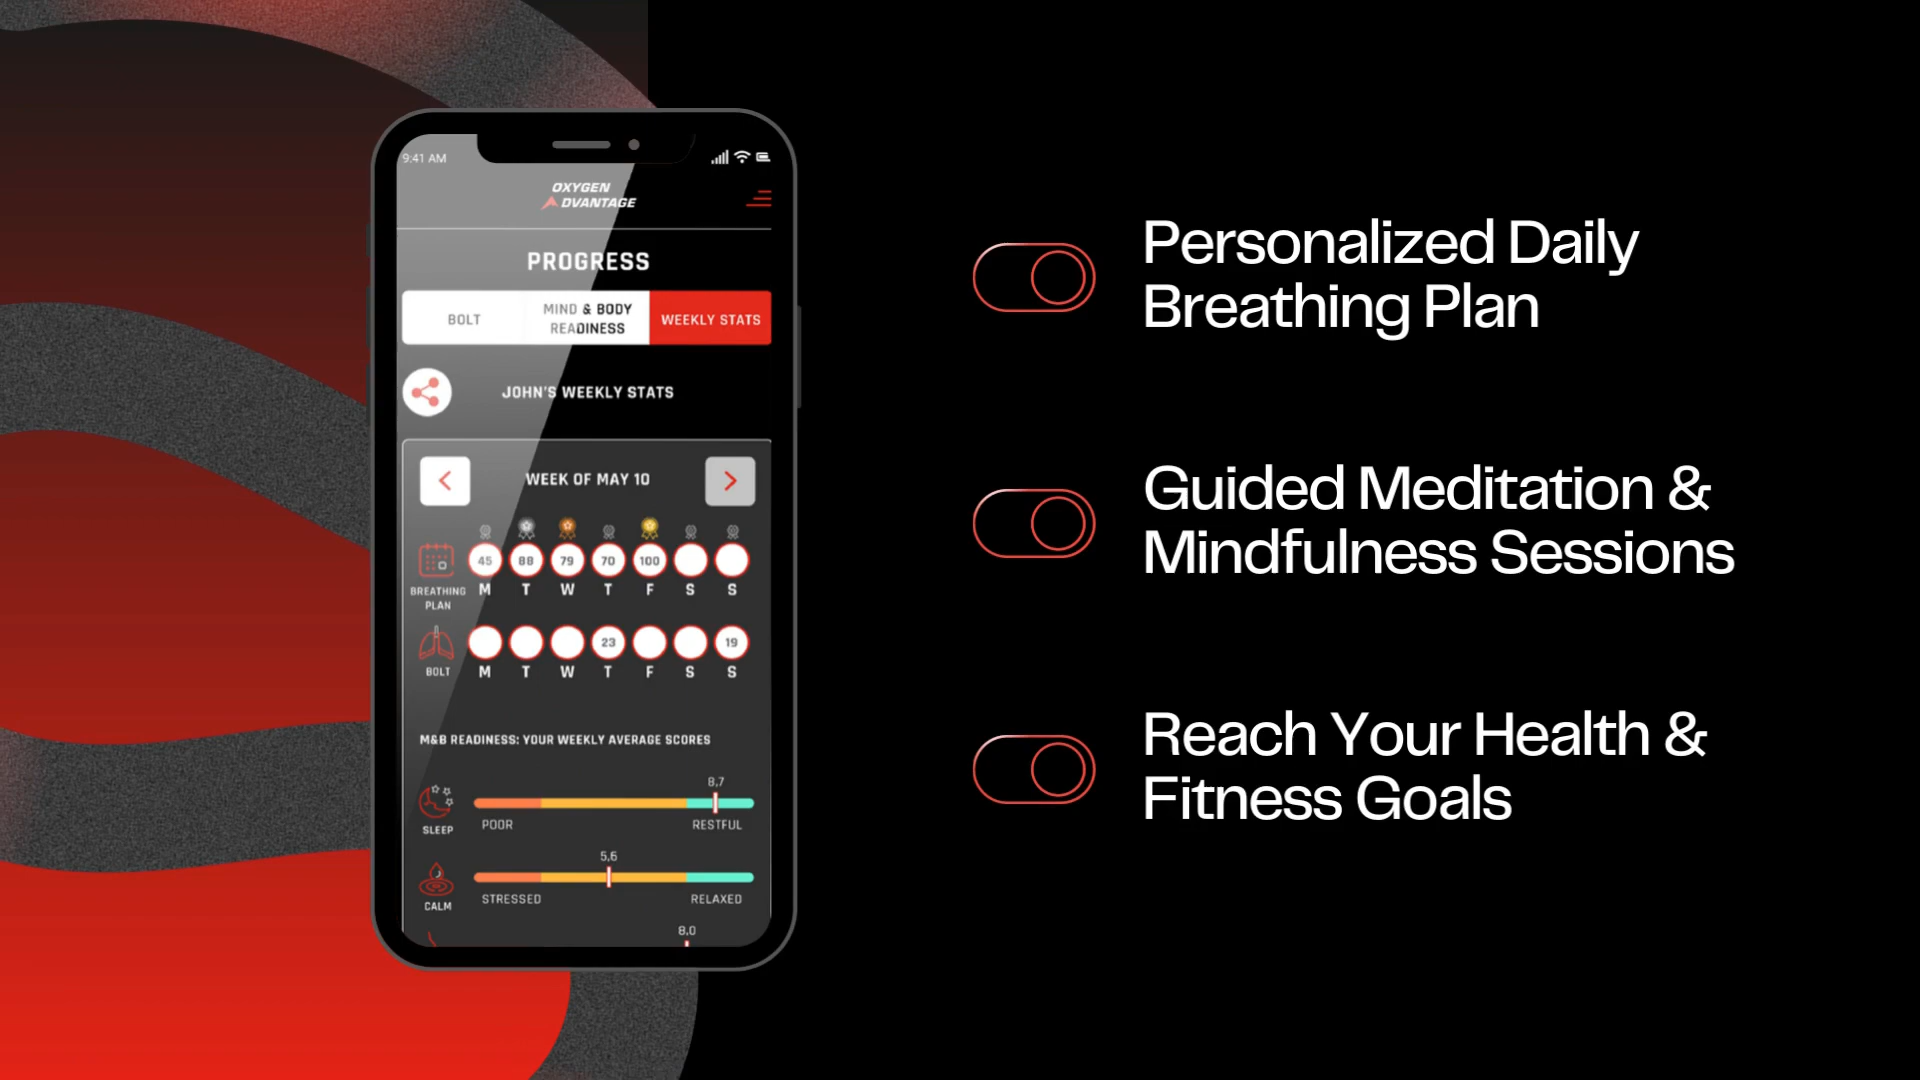 9:41 AM
OXYGEN
DVANTAGE
PROGRESS
BOLT
MIND & BODY
READINESS
WEEKLY STATS
JOHN'S WEEKLY STATS
WEEK OF MAY 10
45 88 79 70 100
BREATHING
PLAN
M T W T F S S
23 19
BOLT
M T W T F S S
M&B READINESS: YOUR WEEKLY AVERAGE SCORES
8,7
SLEEP
POOR RESTFUL
5,6
CALM
STRESSED RELAXED
8,0
Personalized Daily
Breathing Plan
Guided Meditation &
Mindfulness Sessions
Reach Your Health &
Fitness Goals